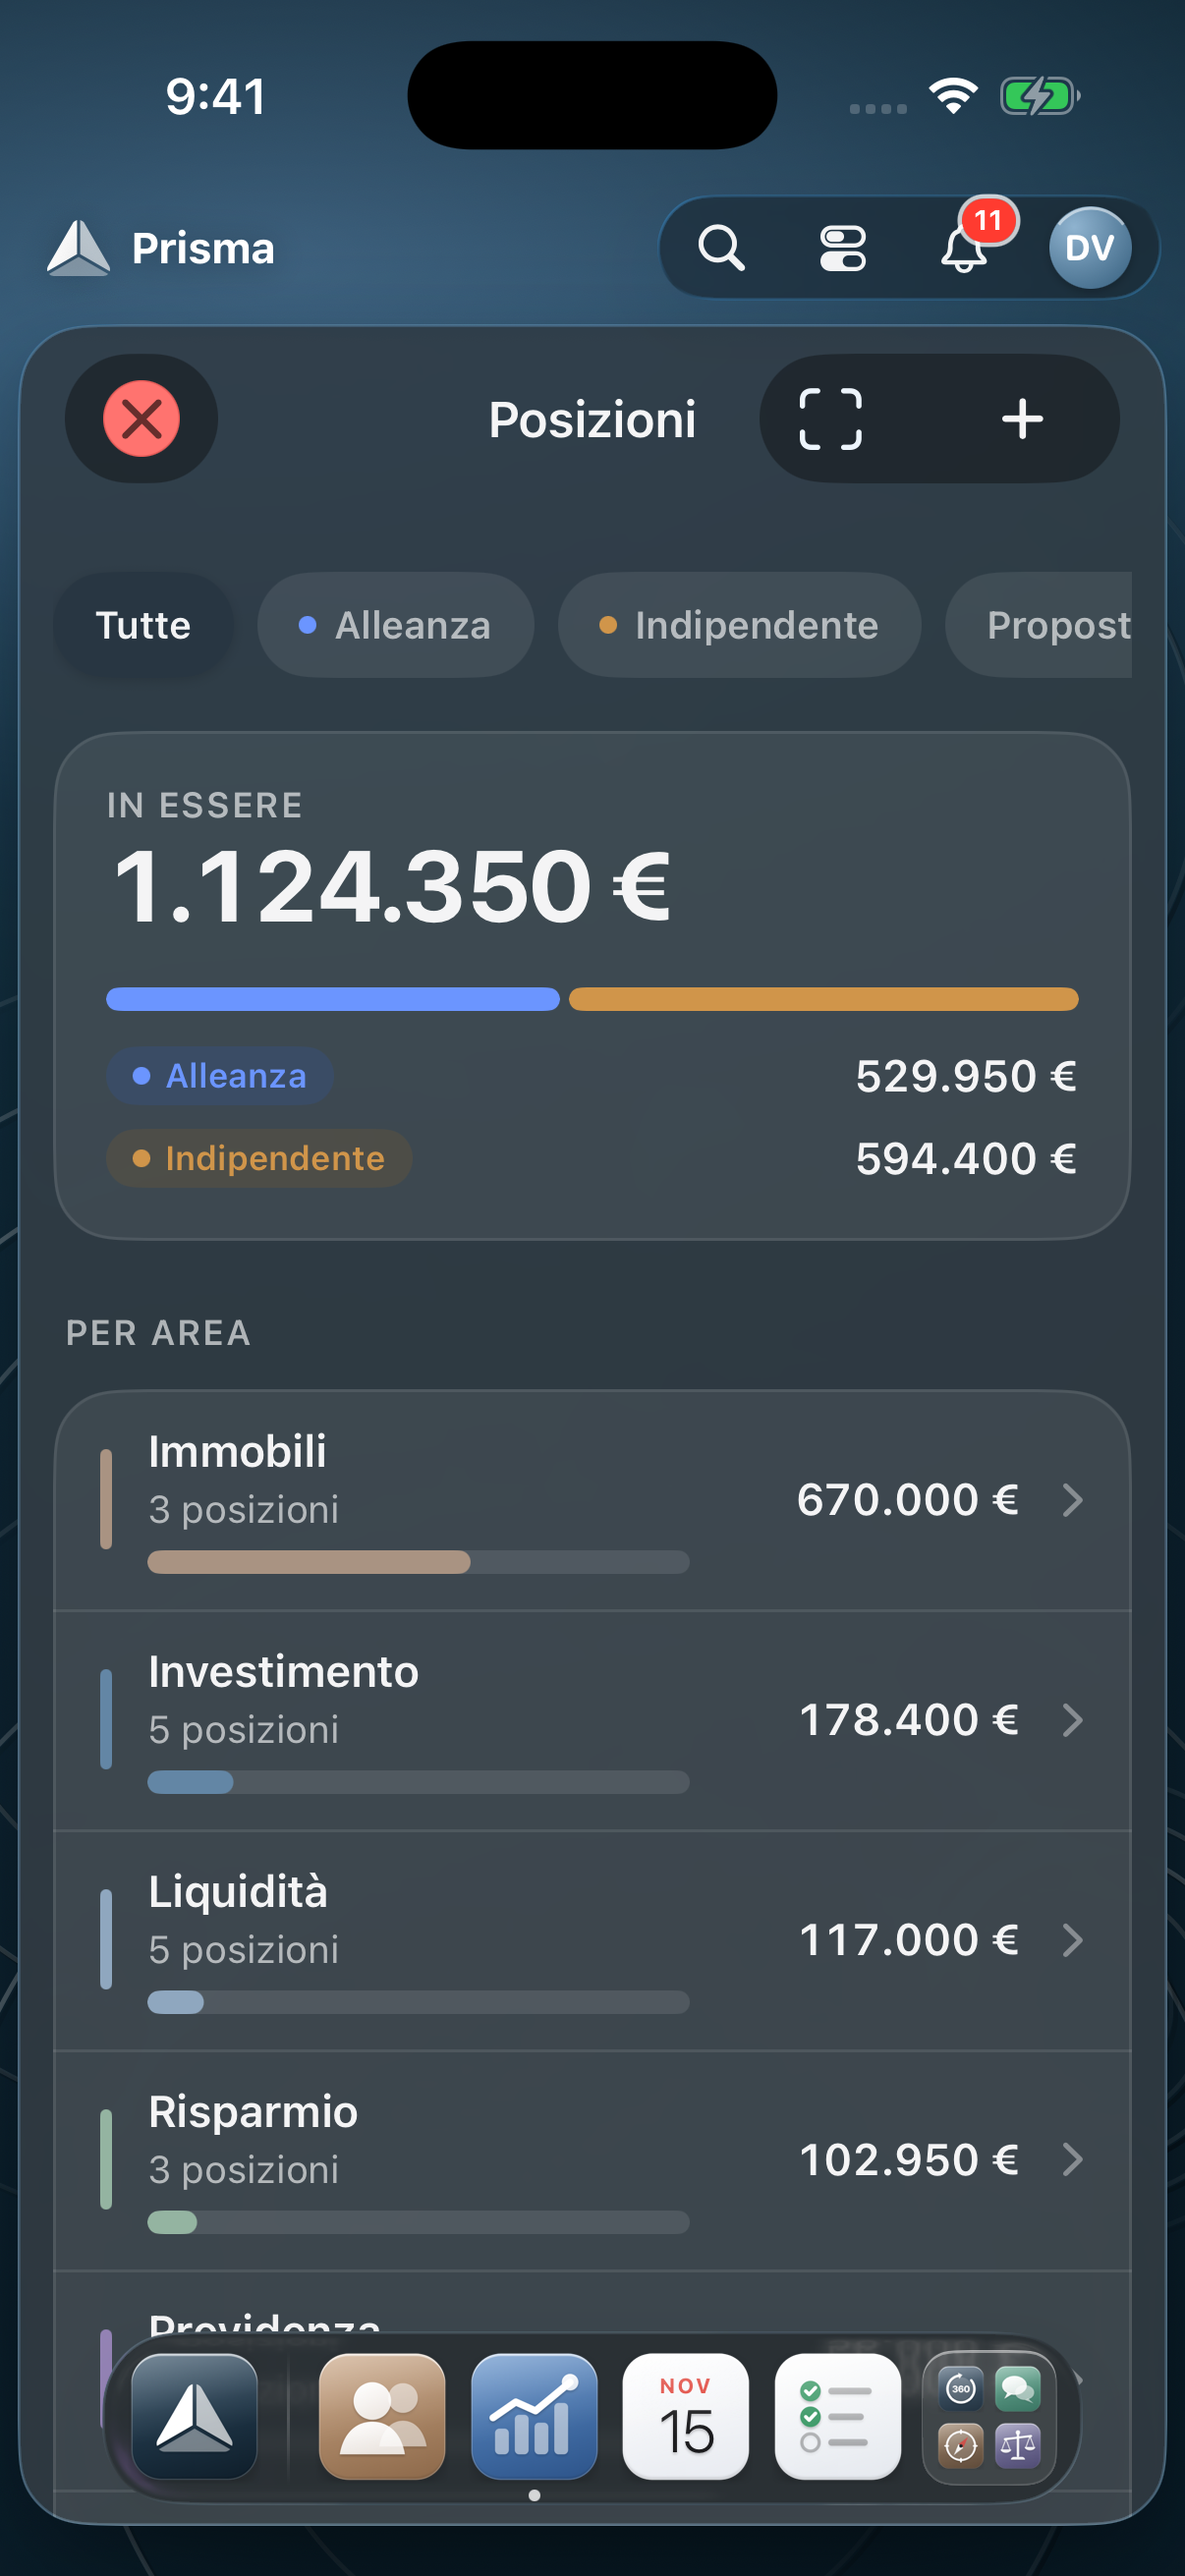 9:41
Prisma
11
DV
Posizioni
Tutte
Alleanza
Indipendente
Propost
IN ESSERE
1.124.350 €
Alleanza
529.950 €
Indipendente
594.400 €
PER AREA
Immobili
3 posizioni
670.000 €
Investimento
5 posizioni
178.400 €
Liquidità
5 posizioni
117.000 €
Risparmio
3 posizioni
102.950 €
Previdenza
NOV
15
360